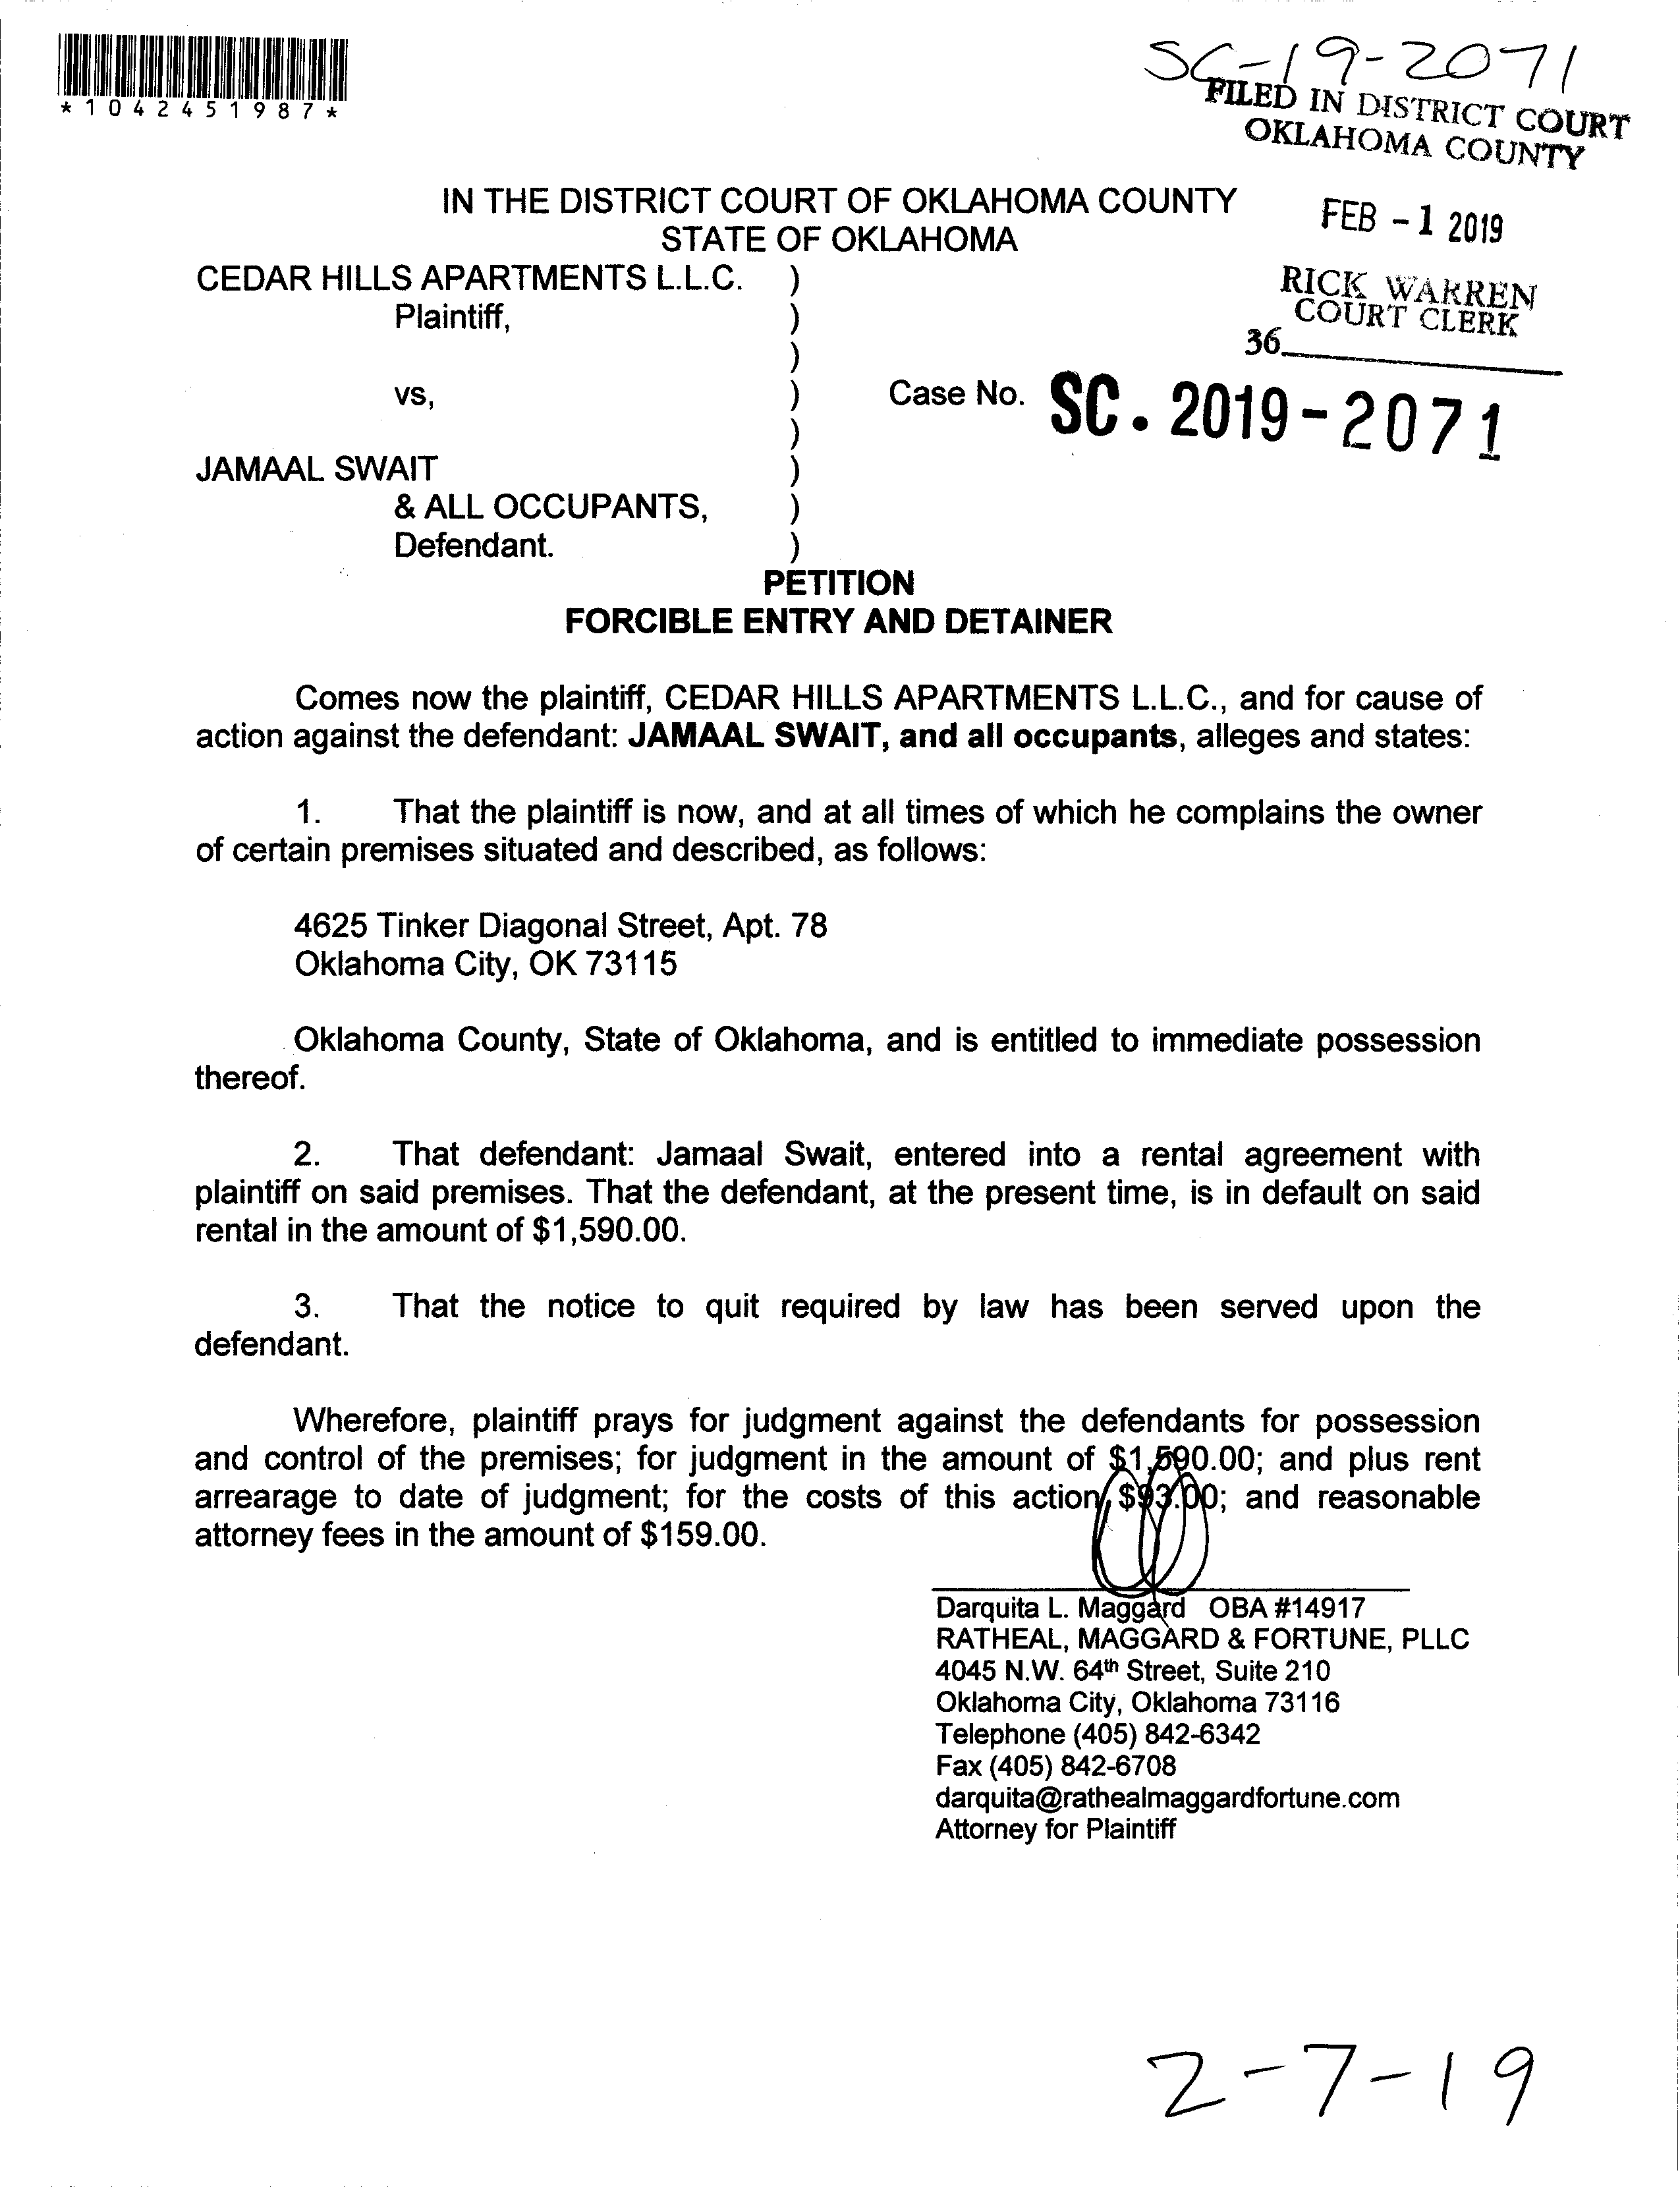 SC-19-2071
*1042451987*
FILED IN DISTRICT COURT
OKLAHOMA COUNTY
FEB -1 2019
RICK WARREN
COURT CLERK
36
IN THE DISTRICT COURT OF OKLAHOMA COUNTY
STATE OF OKLAHOMA
CEDAR HILLS APARTMENTS L.L.C. )
Plaintiff, )
)
vs, ) Case No. SC. 2019-2071
)
JAMAAL SWAIT )
& ALL OCCUPANTS, )
Defendant. )
PETITION
FORCIBLE ENTRY AND DETAINER
Comes now the plaintiff, CEDAR HILLS APARTMENTS L.L.C., and for cause of
action against the defendant: JAMAAL SWAIT, and all occupants, alleges and states:
1. That the plaintiff is now, and at all times of which he complains the owner
of certain premises situated and described, as follows:
4625 Tinker Diagonal Street, Apt. 78
Oklahoma City, OK 73115
Oklahoma County, State of Oklahoma, and is entitled to immediate possession
thereof.
2. That defendant: Jamaal Swait, entered into a rental agreement with
plaintiff on said premises. That the defendant, at the present time, is in default on said
rental in the amount of $1,590.00.
3. That the notice to quit required by law has been served upon the
defendant.
Wherefore, plaintiff prays for judgment against the defendants for possession
and control of the premises; for judgment in the amount of $1,590.00; and plus rent
arrearage to date of judgment; for the costs of this action, $93.00; and reasonable
attorney fees in the amount of $159.00.
Darquita L. Maggard OBA #14917
RATHEAL, MAGGARD & FORTUNE, PLLC
4045 N.W. 64th Street, Suite 210
Oklahoma City, Oklahoma 73116
Telephone (405) 842-6342
Fax (405) 842-6708
darquita@rathealmaggardfortune.com
Attorney for Plaintiff
2-7-19